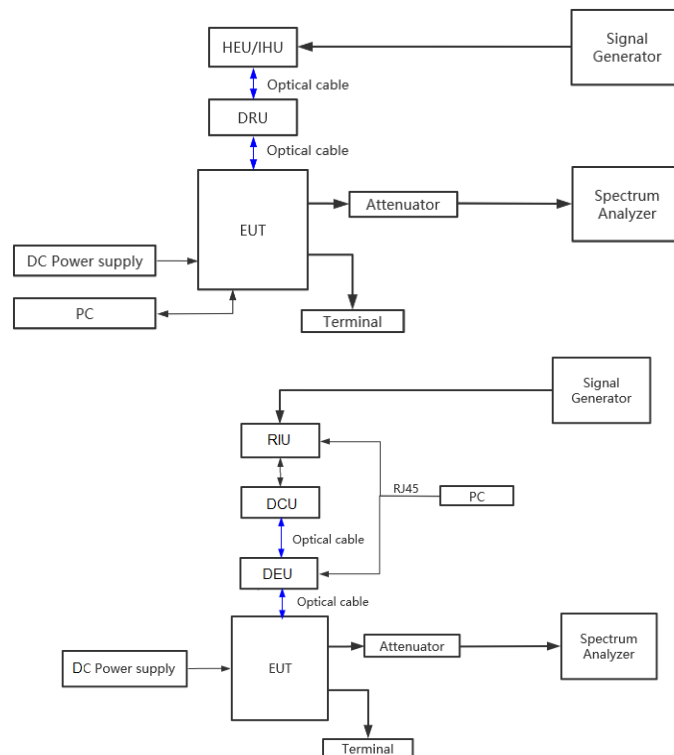 HEU/IHU
Signal
Generator
Optical cable
DRU
Optical cable
EUT
Attenuator
Spectrum
Analyzer
DC Power supply
PC
Terminal
Signal
Generator
RIU
RJ45
PC
DCU
Optical cable
DEU
Optical cable
EUT
Attenuator
Spectrum
Analyzer
DC Power supply
Terminal